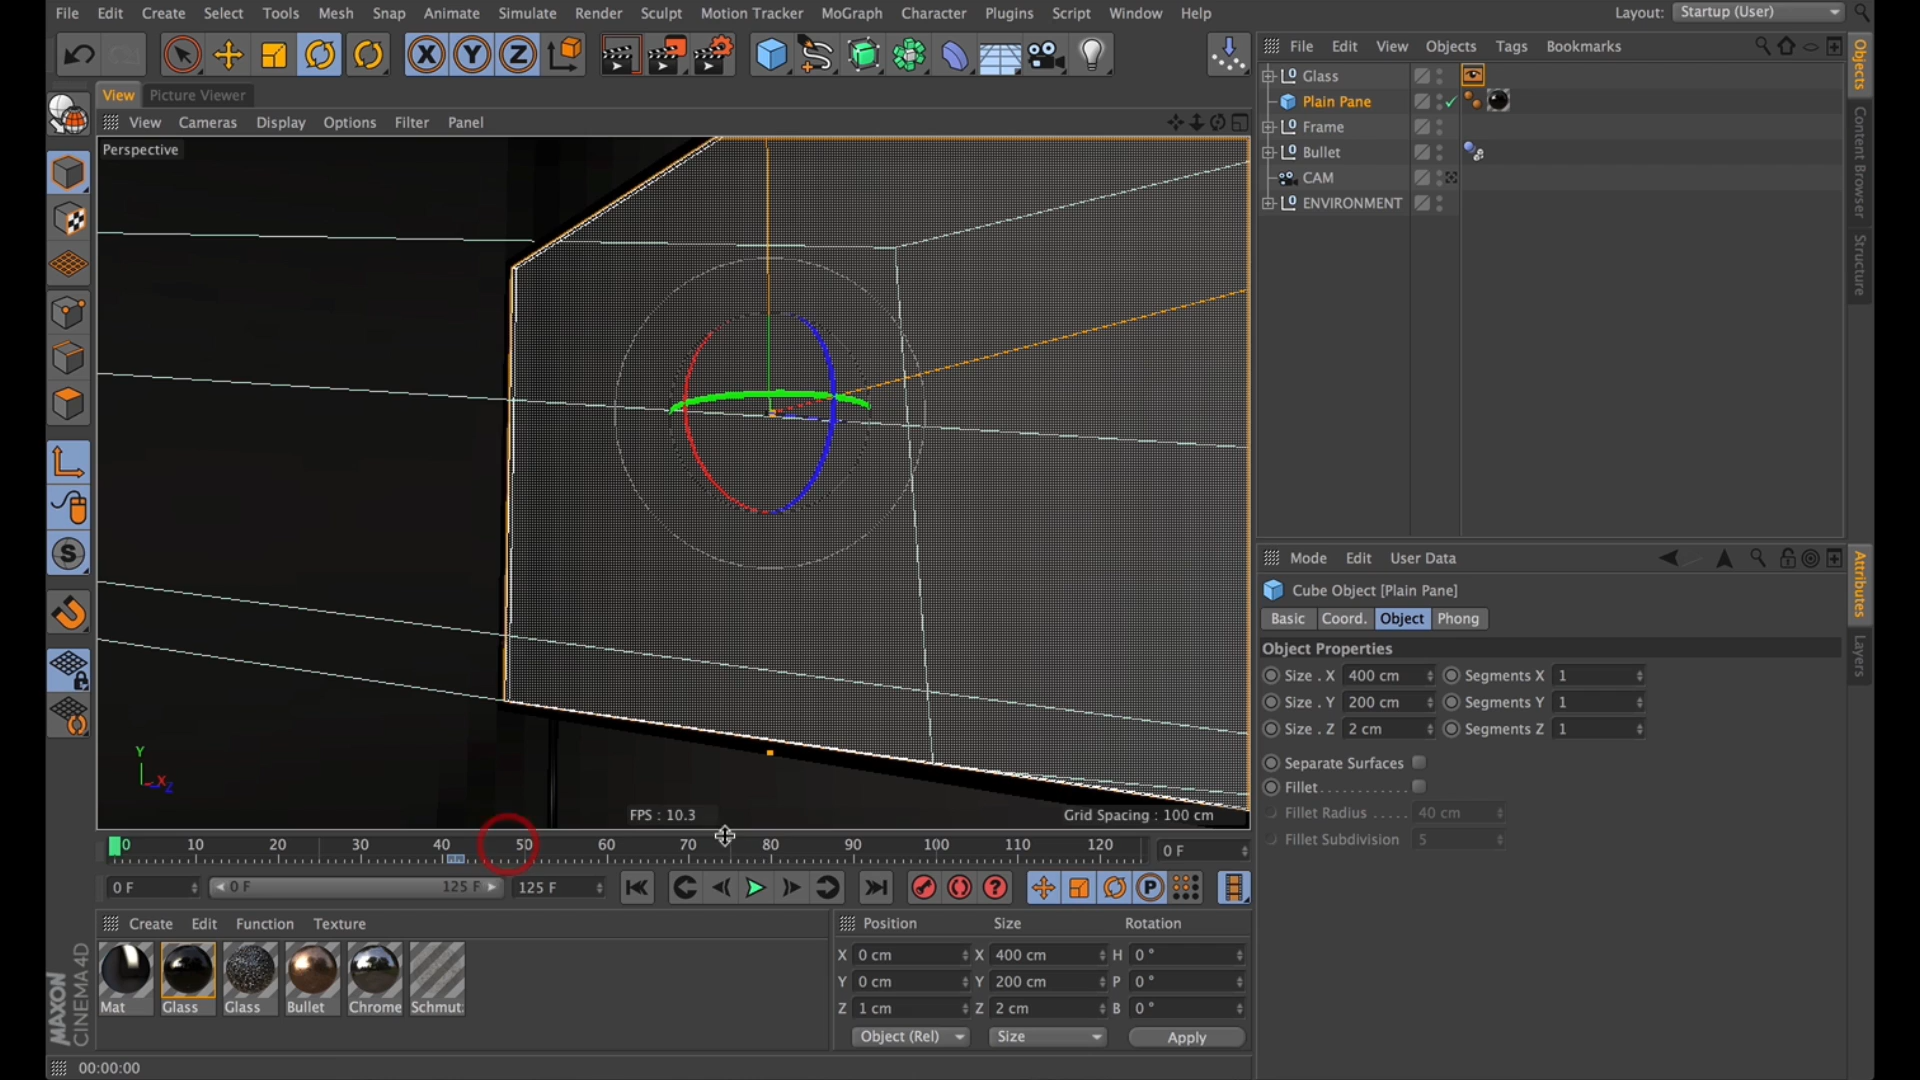 File Edit Create Select Tools Mesh Snap Animate Simulate Render Sculpt Motion Tracker MoGraph Character Plugins Script Window Help Layout: Startup (User)
X Y Z
File Edit View Objects Tags Bookmarks
View Picture Viewer
View Cameras Display Options Filter Panel
Perspective
Glass
Plain Pane
Frame
Bullet
CAM
ENVIRONMENT
Objects
Content Browser
Structure
S
Y
X
Z
FPS : 10.3
Grid Spacing : 100 cm
Mode Edit User Data
Cube Object [Plain Pane]
Basic Coord. Object Phong
Object Properties
Size . X 400 cm Segments X 1
Size . Y 200 cm Segments Y 1
Size . Z 2 cm Segments Z 1
Separate Surfaces
Fillet
Fillet Radius 40 cm
Fillet Subdivision 5
Attributes
Layers
0 10 20 30 40 50 60 70 80 90 100 110 120 0 F
0 F 0 F 125 F 125 F
P
Create Edit Function Texture
Mat Glass Glass Bullet Chrome Schmut
Position Size Rotation
X 0 cm X 400 cm H 0 °
Y 0 cm Y 200 cm P 0 °
Z 1 cm Z 2 cm B 0 °
Object (Rel) Size Apply
MAXON
CINEMA 4D
00:00:00